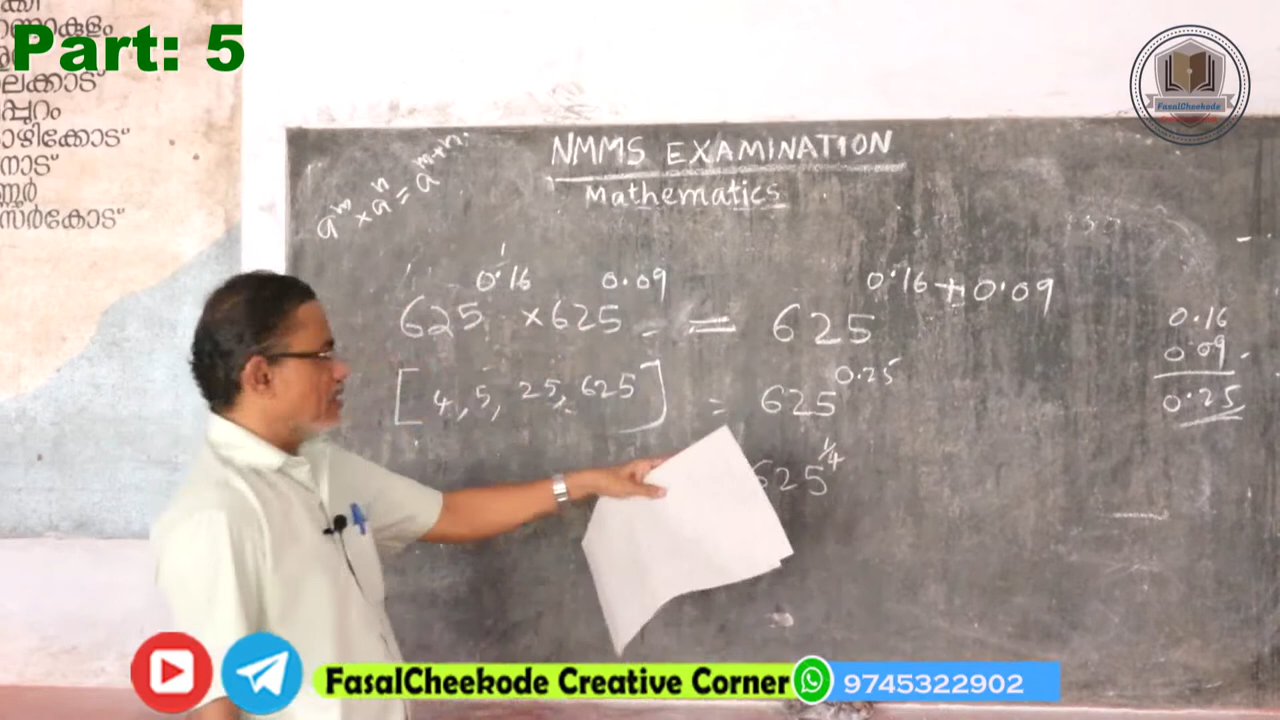 Part: 5
ണാകുളം
ലക്കാട്
പ്പുറം
ഴിക്കോട്
നാട്
ണ്ണൂർ
സർകോട്
FasalCheekode
NMMS EXAMINATION
Mathematics
a^m × a^n = a^{m+n}
625^{0.16} × 625^{0.09} = 625^{0.16+0.09}
[4, 5, 25, 625] = 625^{0.25}
625^{1/4}
0.16
0.09
0.25
FasalCheekode Creative Corner 9745322902